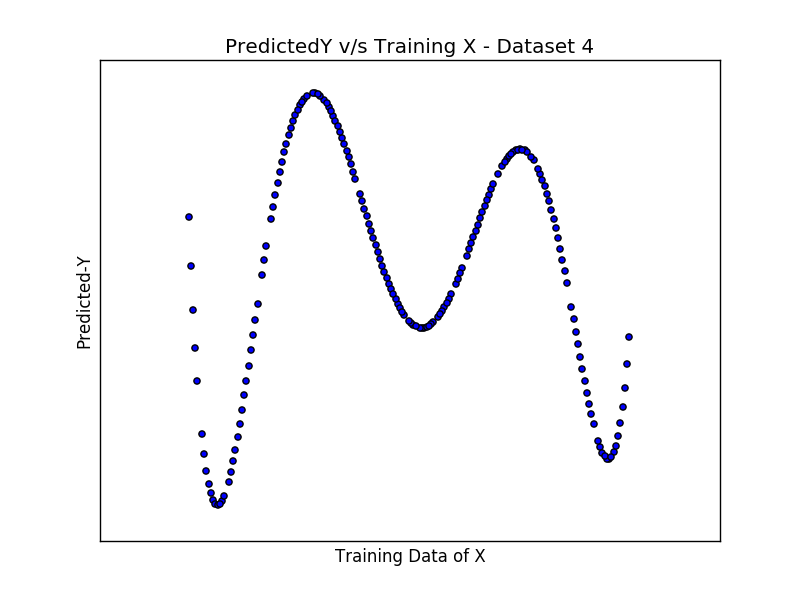 PredictedY v/s Training X - Dataset 4
Predicted-Y
Training Data of X